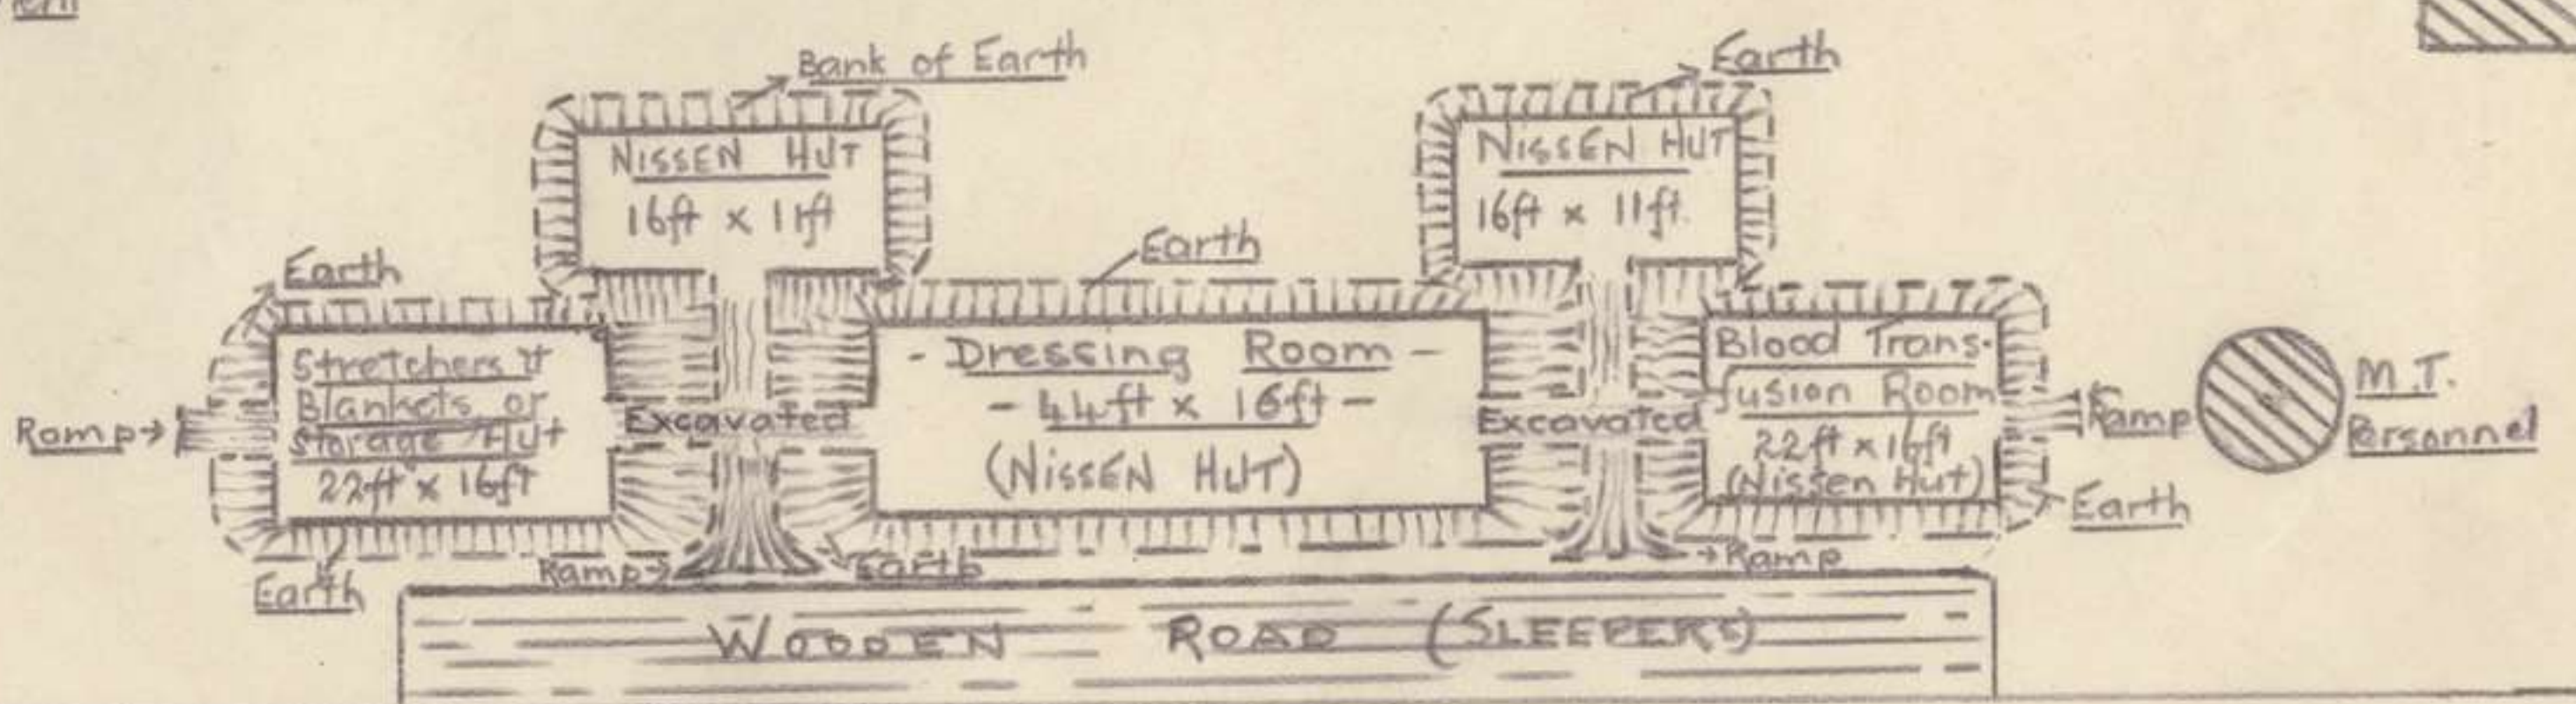 Bank of Earth
Earth
NISSEN HUT
16ft x 11ft
NISSEN HUT
16ft x 11ft.
Earth
Earth
Stretchers &
Blankets or
Storage Hut
22ft x 16ft
Ramp
Excavated
- Dressing Room -
- 44ft x 16ft -
(NISSEN HUT)
Excavated
Blood Trans-
fusion Room
22ft x 16ft
(Nissen Hut)
Ramp
M.T.
Personnel
Earth
Earth
Ramp
Earth
Ramp
WOODEN ROAD (SLEEPERS)